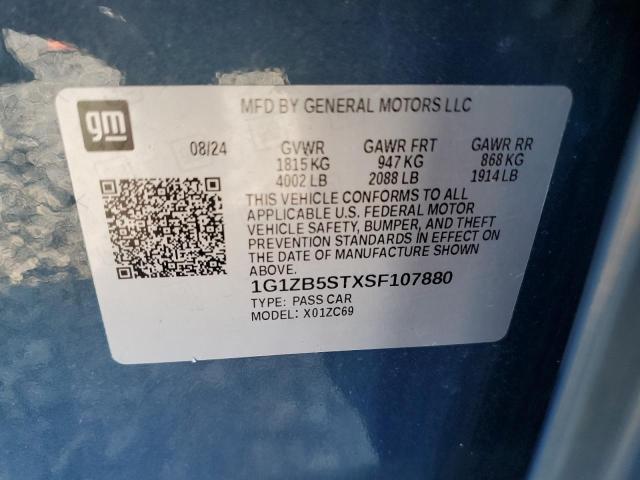 gm
MFD BY GENERAL MOTORS LLC
08/24 GVWR GAWR FRT GAWR RR
1815 KG 947 KG 868 KG
4002 LB 2088 LB 1914 LB
THIS VEHICLE CONFORMS TO ALL
APPLICABLE U.S. FEDERAL MOTOR
VEHICLE SAFETY, BUMPER, AND THEFT
PREVENTION STANDARDS IN EFFECT ON
THE DATE OF MANUFACTURE SHOWN
ABOVE.
1G1ZB5STXSF107880
TYPE: PASS CAR
MODEL: X01ZC69